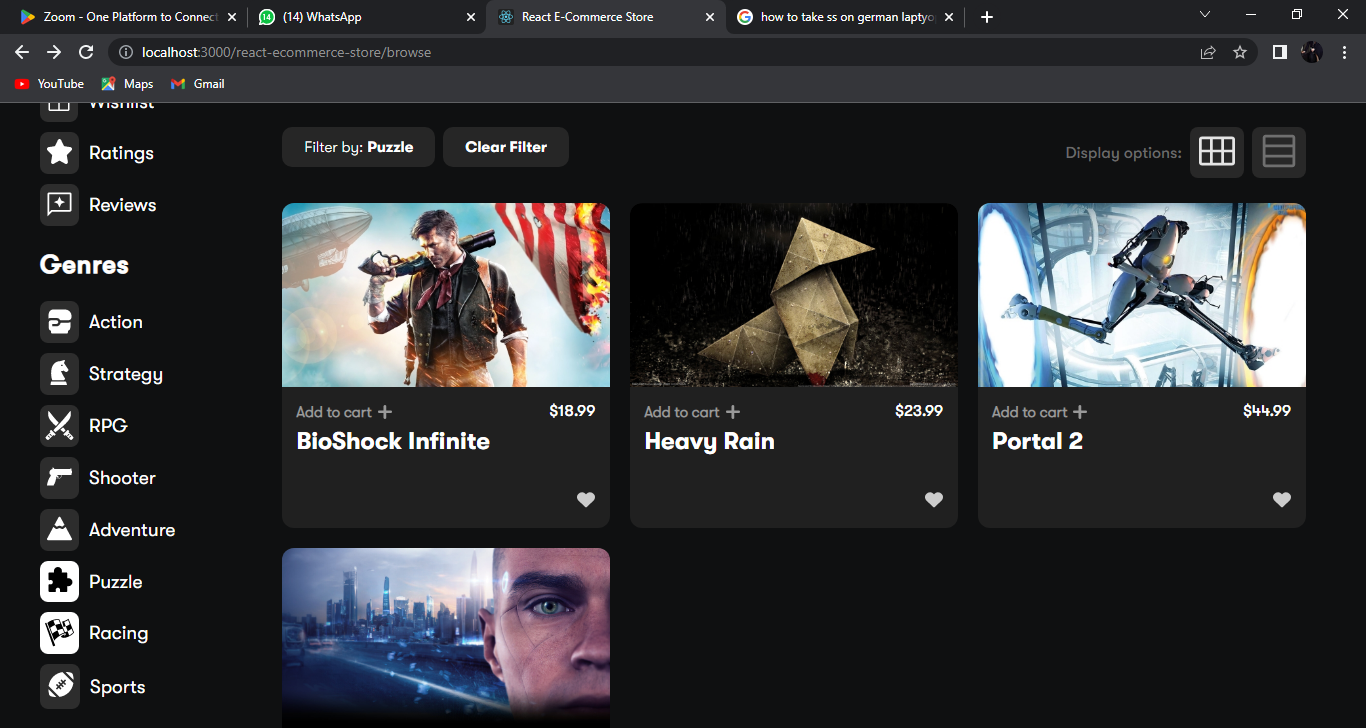 Zoom - One Platform to Connect
(14) WhatsApp
React E-Commerce Store
how to take ss on german laptyo
localhost:3000/react-ecommerce-store/browse
YouTube
Maps
Gmail
Wishlist
Ratings
Reviews
Genres
Action
Strategy
RPG
Shooter
Adventure
Puzzle
Racing
Sports
Filter by: Puzzle
Clear Filter
Display options:
Add to cart
$18.99
BioShock Infinite
Add to cart
$23.99
Heavy Rain
Add to cart
$44.99
Portal 2